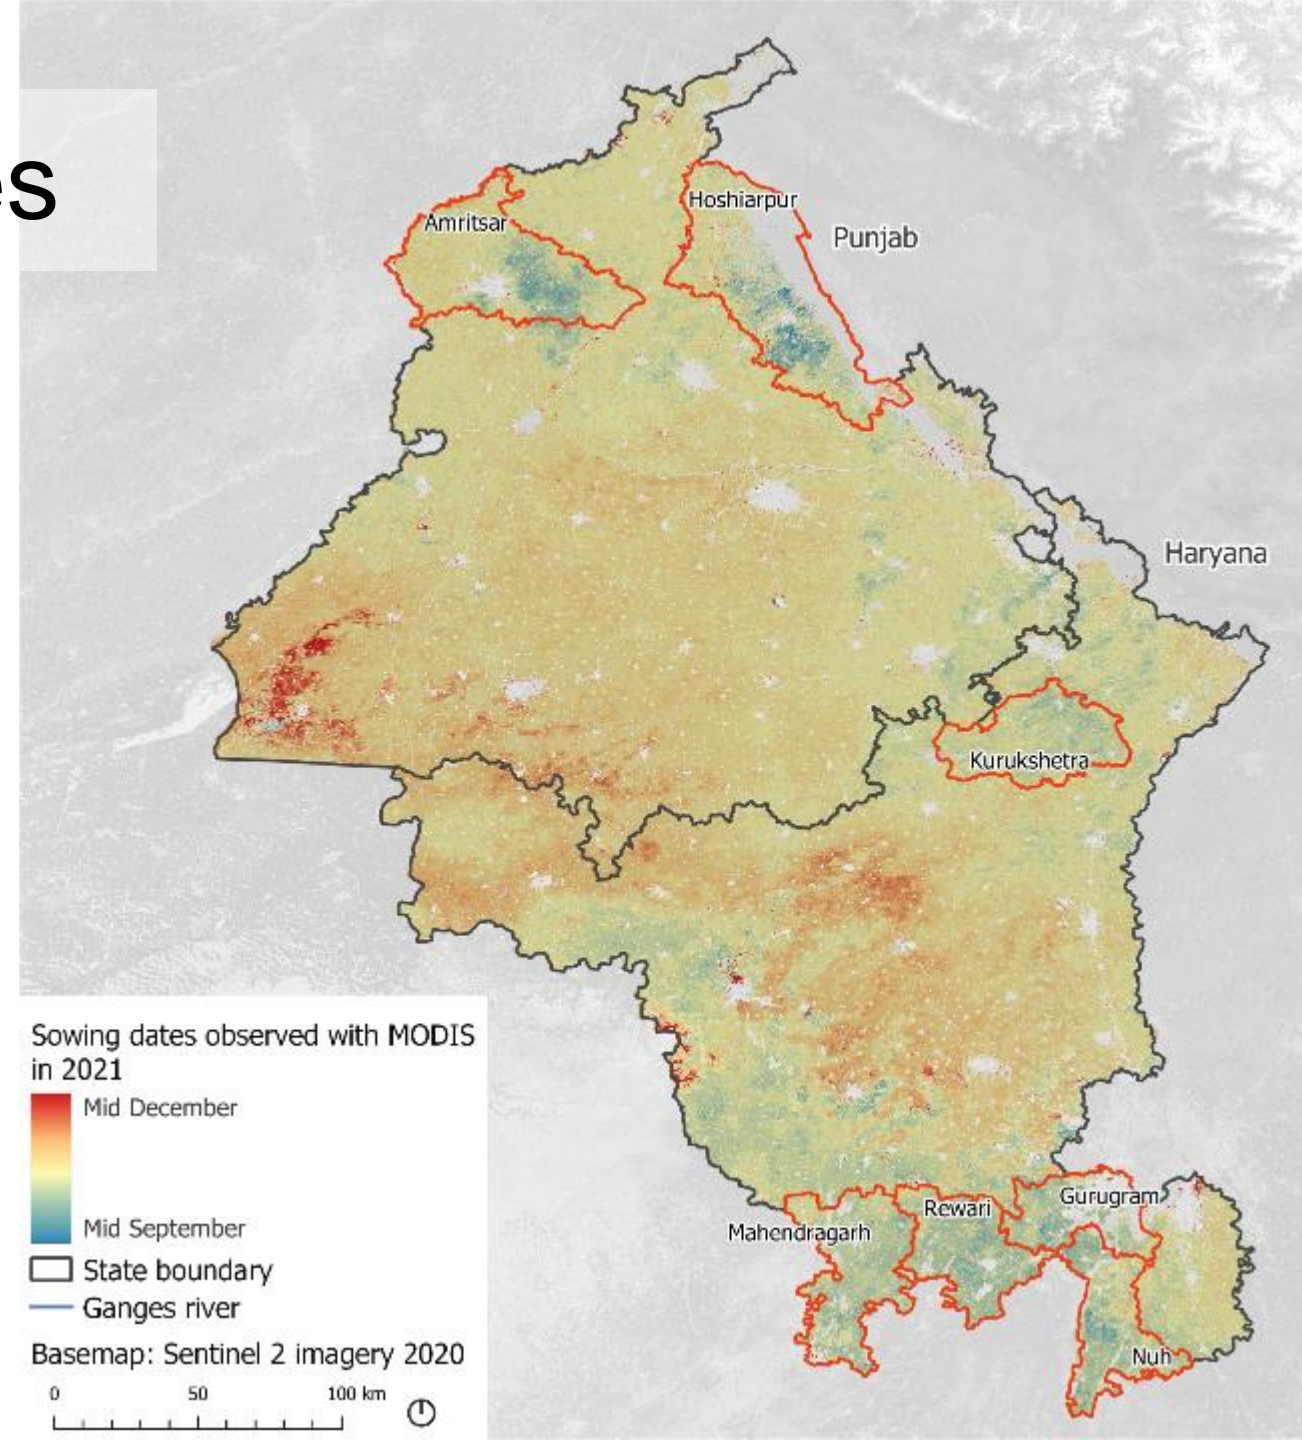 es
Hoshiarpur
Amritsar
Punjab
Haryana
Kurukshetra
Gurugram
Rewari
Mahendragarh
Nuh
Sowing dates observed with MODIS
in 2021
Mid December
Mid September
State boundary
Ganges river
Basemap: Sentinel 2 imagery 2020
0 50 100 km